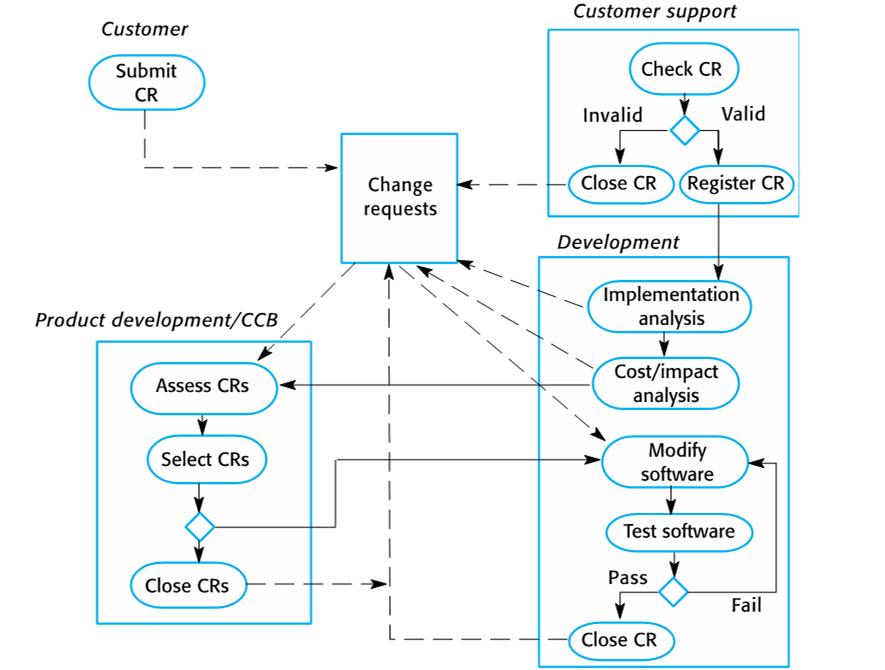 Customer
Submit
CR
Customer support
Check CR
Invalid
Valid
Close CR
Register CR
Change
requests
Development
Implementation
analysis
Cost/impact
analysis
Product development/CCB
Assess CRs
Select CRs
Close CRs
Modify
software
Test software
Pass
Fail
Close CR